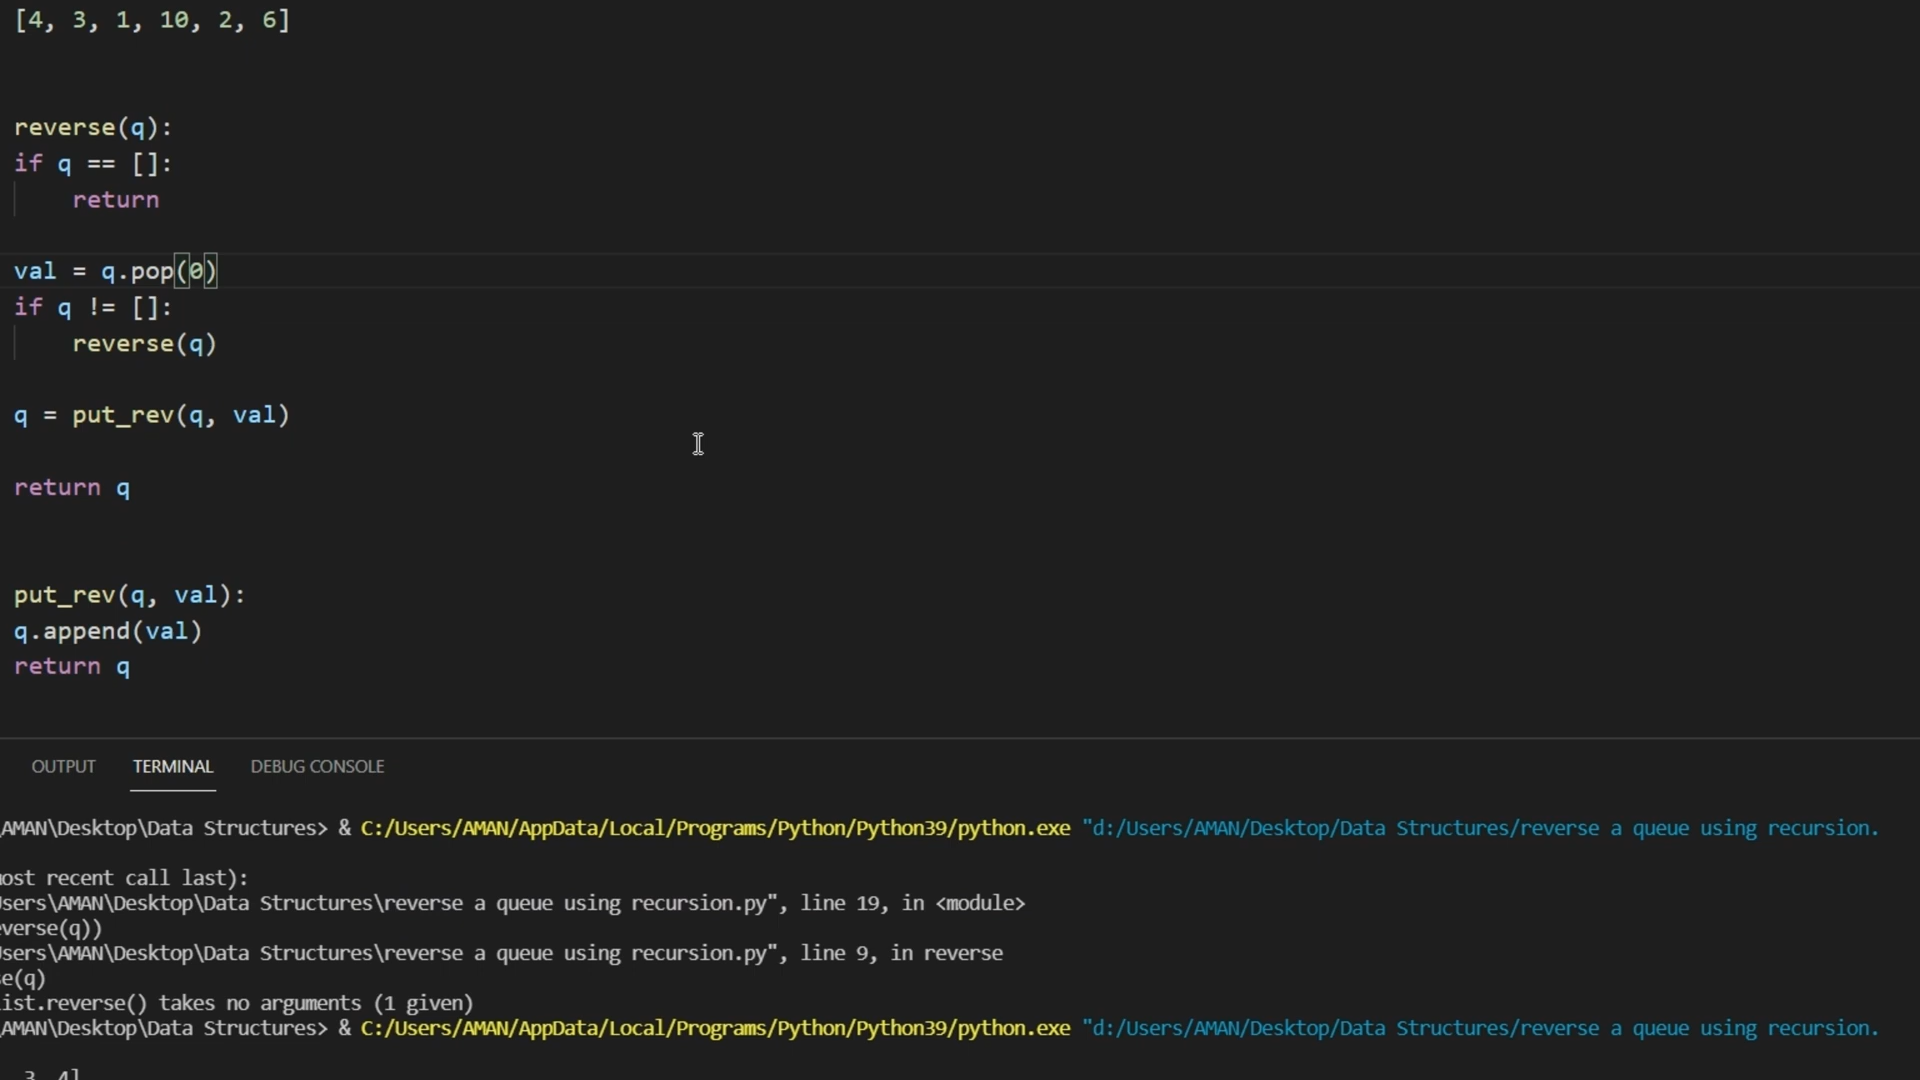 [4, 3, 1, 10, 2, 6]
reverse(q):
if q == []:
return
val = q.pop(0)
if q != []:
reverse(q)
q = put_rev(q, val)
return q
put_rev(q, val):
q.append(val)
return q
OUTPUT TERMINAL DEBUG CONSOLE
AMAN\Desktop\Data Structures> & C:/Users/AMAN/AppData/Local/Programs/Python/Python39/python.exe "d:/Users/AMAN/Desktop/Data Structures/reverse a queue using recursion.
ost recent call last):
sers\AMAN\Desktop\Data Structures\reverse a queue using recursion.py", line 19, in <module>
everse(q))
sers\AMAN\Desktop\Data Structures\reverse a queue using recursion.py", line 9, in reverse
se(q)
ist.reverse() takes no arguments (1 given)
AMAN\Desktop\Data Structures> & C:/Users/AMAN/AppData/Local/Programs/Python/Python39/python.exe "d:/Users/AMAN/Desktop/Data Structures/reverse a queue using recursion.
3, 4]